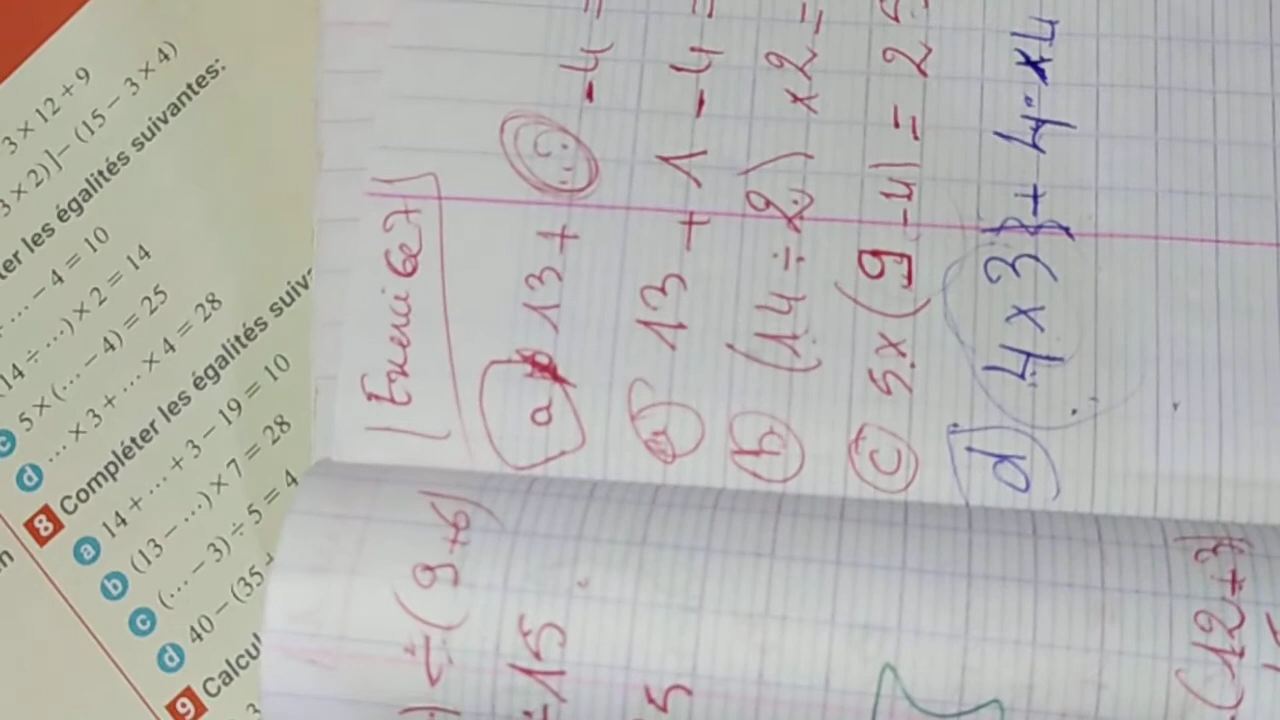 3 × 12 + 9
3 × 2)] − (15 − 3 × 4)
ter les égalités suivantes:
... − 4 = 10
(14 ÷ ...) × 2 = 14
c 5 × (... − 4) = 25
d ... × 3 + ... × 4 = 28
8 Compléter les égalités suiv
a 14 + ... + 3 − 19 = 10
b (13 − ...) × 7 = 28
c (... − 3) ÷ 5 = 4
d 40 − (35 +
9 Calcul
a 13 + -4 =
a) 13 + 1 - 4 =
b) (14 ÷ 2) × 2 =
c) 5 × (9 - 4) = 25
d) 4 × 3 } + 4 × 4
) ÷ (9+6)
÷ 15
5
(12+3)